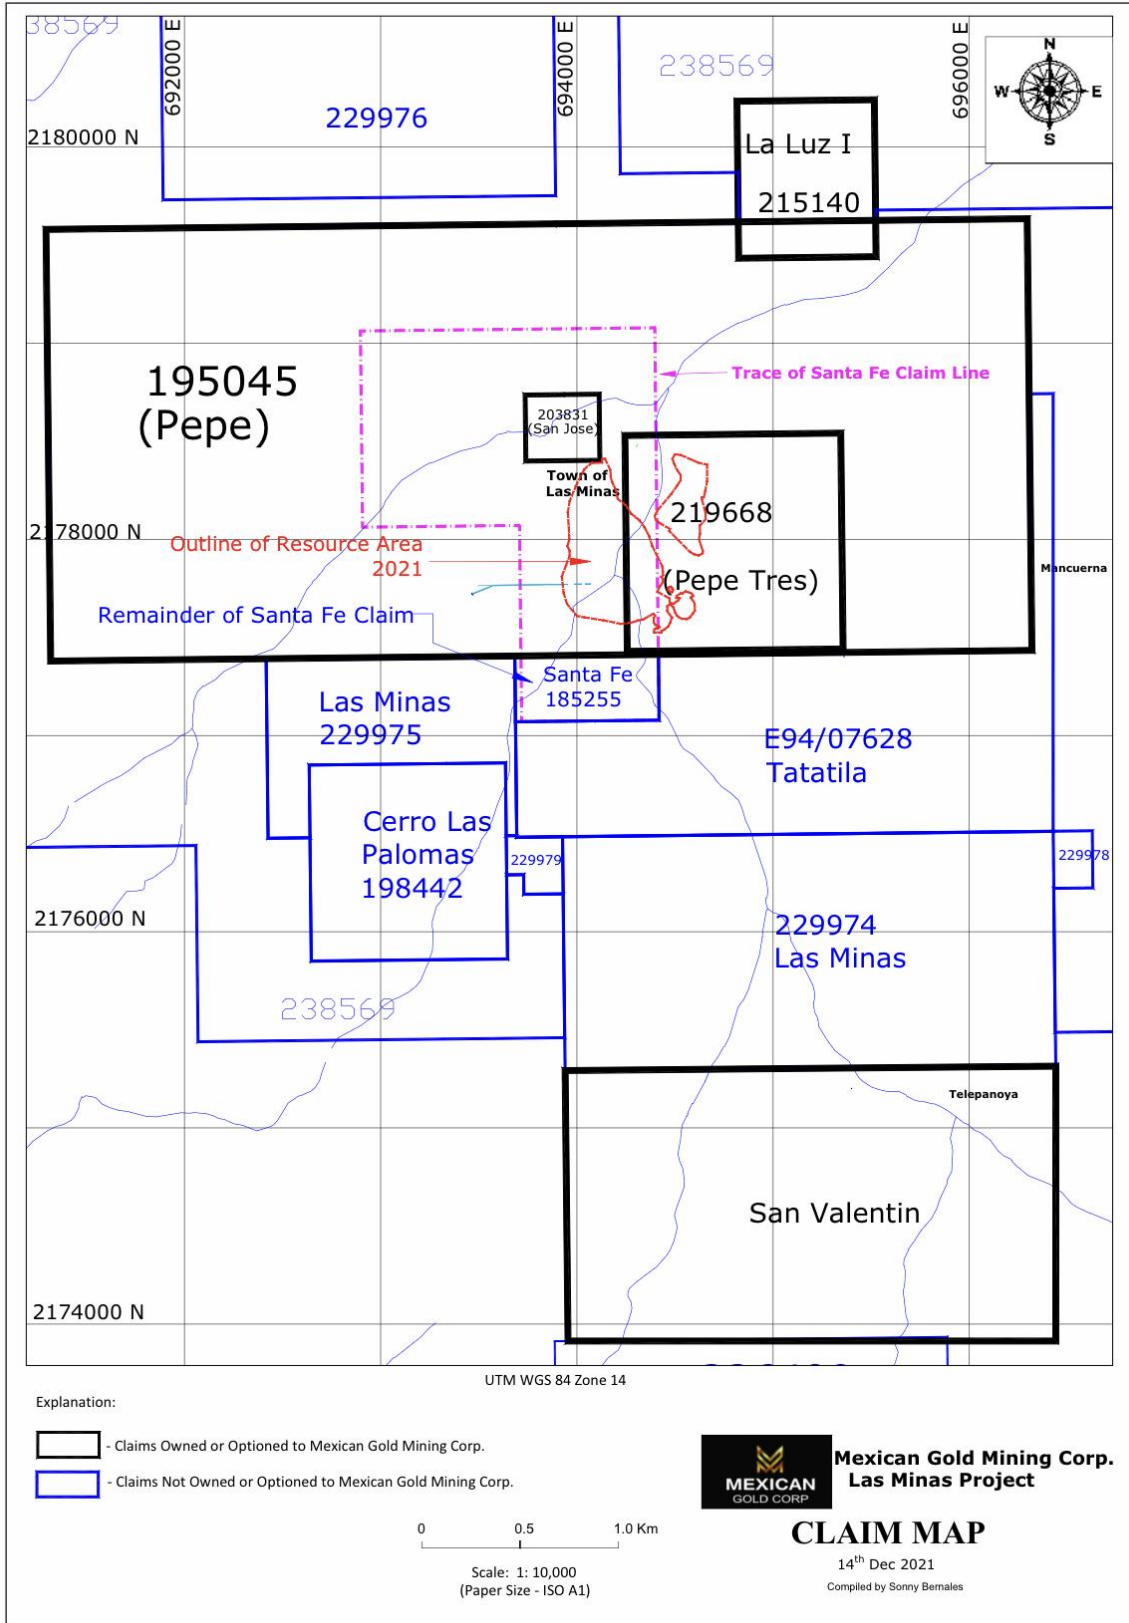 38569
692000 E
694000 E
696000 E
238569
N
W
E
S
229976
2180000 N
La Luz I
215140
195045
(Pepe)
Trace of Santa Fe Claim Line
203831
(San Jose)
Town of
Las Minas
219668
2178000 N
Outline of Resource Area
2021
(Pepe Tres)
Mancuerna
Remainder of Santa Fe Claim
Santa Fe
185255
Las Minas
229975
E94/07628
Tatatila
Cerro Las
Palomas
198442
229979
229978
2176000 N
229974
Las Minas
238569
Telepanoya
San Valentin
2174000 N
UTM WGS 84 Zone 14
Explanation:
- Claims Owned or Optioned to Mexican Gold Mining Corp.
- Claims Not Owned or Optioned to Mexican Gold Mining Corp.
MEXICAN
GOLD CORP
Mexican Gold Mining Corp.
Las Minas Project
CLAIM MAP
14th Dec 2021
Compiled by Sonny Bernales
0 0.5 1.0 Km
Scale: 1: 10,000
(Paper Size - ISO A1)